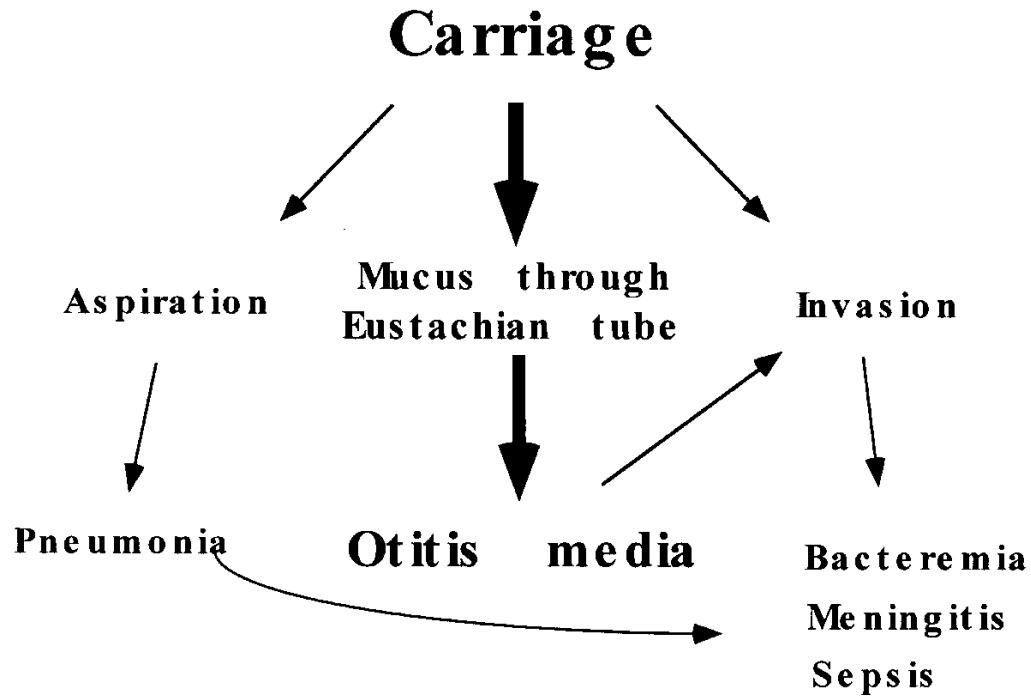 Carriage
Aspiration
Mucus through
Eustachian tube
Invasion
Pneumonia
Otitis media
Bacteremia
Meningitis
Sepsis